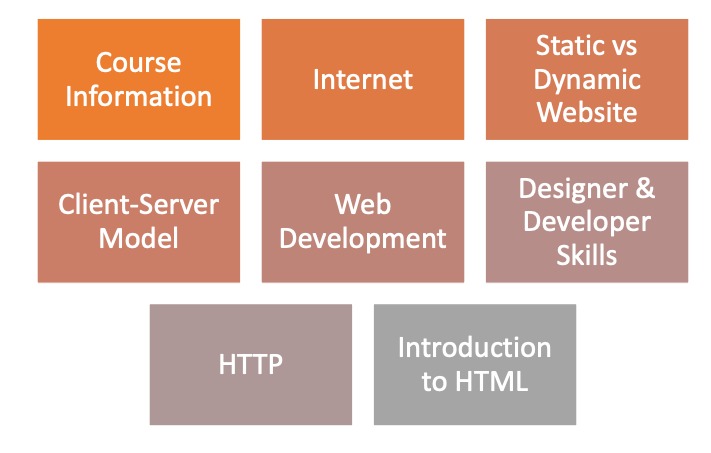 Course
Information
Internet
Static vs
Dynamic
Website
Client-Server
Model
Web
Development
Designer &
Developer
Skills
HTTP
Introduction
to HTML